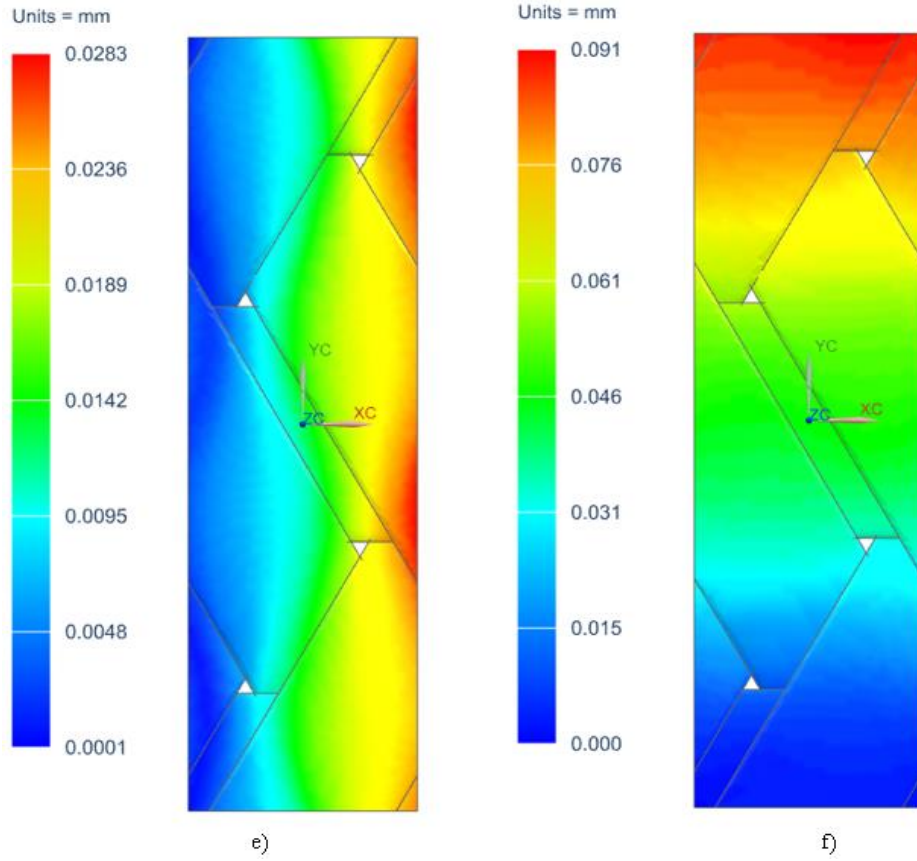 Units = mm
0.0283
0.0236
0.0189
0.0142
0.0095
0.0048
0.0001
YC
ZC
XC
e)
Units = mm
0.091
0.076
0.061
0.046
0.031
0.015
0.000
YC
ZC
XC
f)